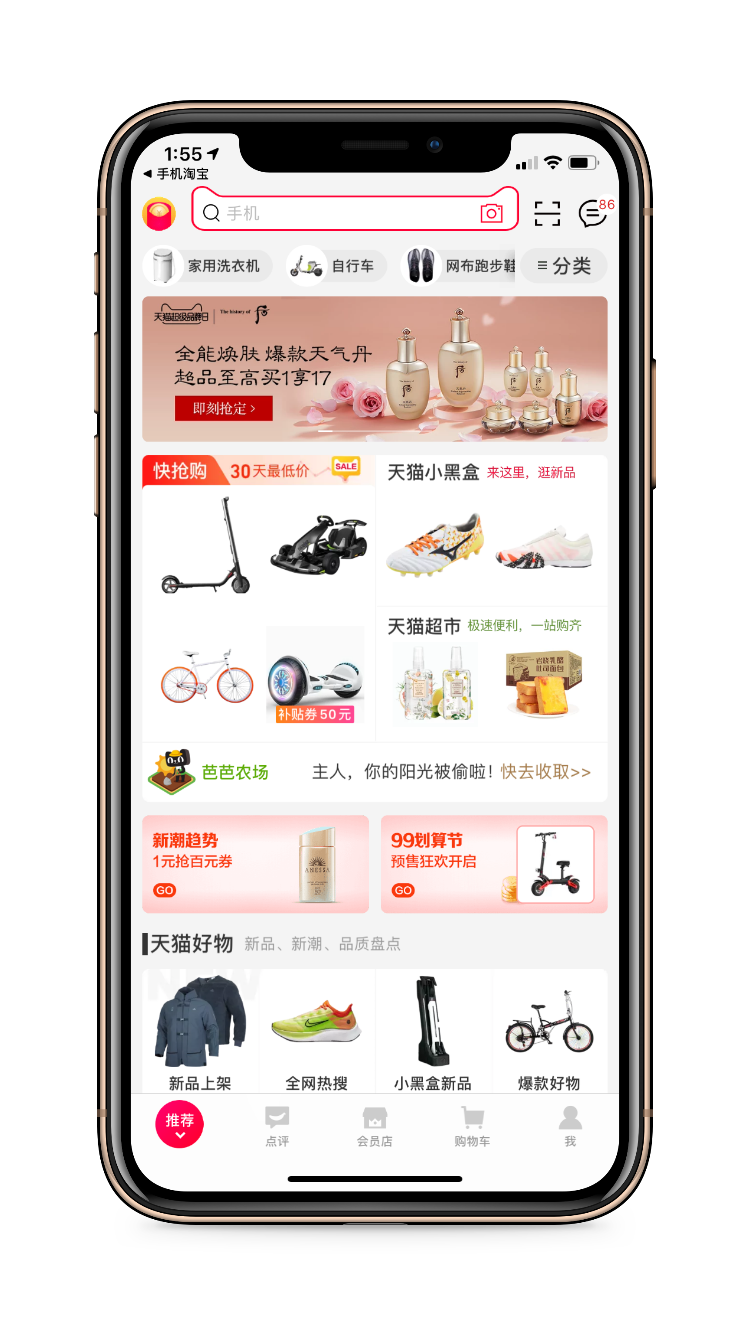 1:55
手机淘宝
手机
86
家用洗衣机
自行车
网布跑步鞋
分类
天猫超级品牌日
The history of 后
全能焕肤 爆款天气丹
超品至高买1享17
即刻抢定 >
快抢购
30天最低价
SALE
天猫小黑盒
来这里，逛新品
天猫超市
极速便利，一站购齐
补贴券50元
芭芭农场
主人，你的阳光被偷啦！快去收取>>
新潮趋势
1元抢百元券
GO
ANESSA
99划算节
预售狂欢开启
GO
天猫好物
新品、新潮、品质盘点
NEW
新品上架
全网热搜
小黑盒新品
爆款好物
推荐
点评
会员店
购物车
我